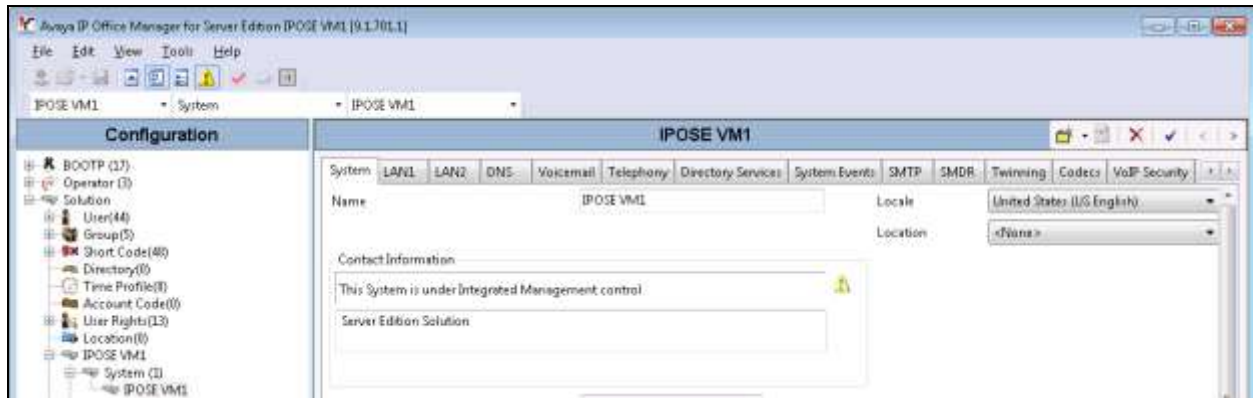 Avaya IP Office Manager for Server Edition IPOSE VM1 [9.1.701.1]
File Edit View Tools Help
IPOSE VM1 System IPOSE VM1
Configuration
IPOSE VM1
BOOTP (17)
Operator (3)
Solution
User(44)
Group(5)
Short Code(48)
Directory(0)
Time Profile(0)
Account Code(0)
User Rights(13)
Location(0)
IPOSE VM1
System (1)
IPOSE VM1
System LAN1 LAN2 DNS Voicemail Telephony Directory Services System Events SMTP SMDR Twinning Codecs VoIP Security
Name IPOSE VM1 Locale United States (US English)
Location <None>
Contact Information
This System is under Integrated Management control
Server Edition Solution